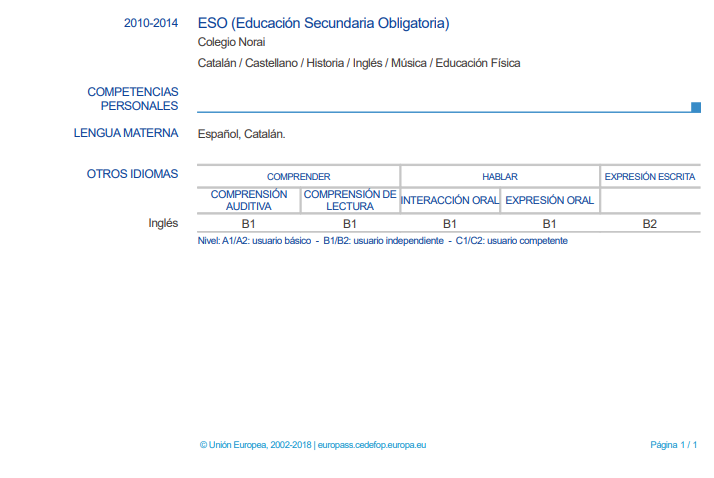 2010-2014 ESO (Educación Secundaria Obligatoria)
Colegio Norai
Catalán / Castellano / Historia / Inglés / Música / Educación Física
COMPETENCIAS
PERSONALES
LENGUA MATERNA Español, Catalán.
OTROS IDIOMAS COMPRENDER HABLAR EXPRESIÓN ESCRITA
COMPRENSIÓN AUDITIVA COMPRENSIÓN DE LECTURA INTERACCIÓN ORAL EXPRESIÓN ORAL
Inglés B1 B1 B1 B1 B2
Nivel: A1/A2: usuario básico - B1/B2: usuario independiente - C1/C2: usuario competente
© Unión Europea, 2002-2018 | europass.cedefop.europa.eu Página 1 / 1